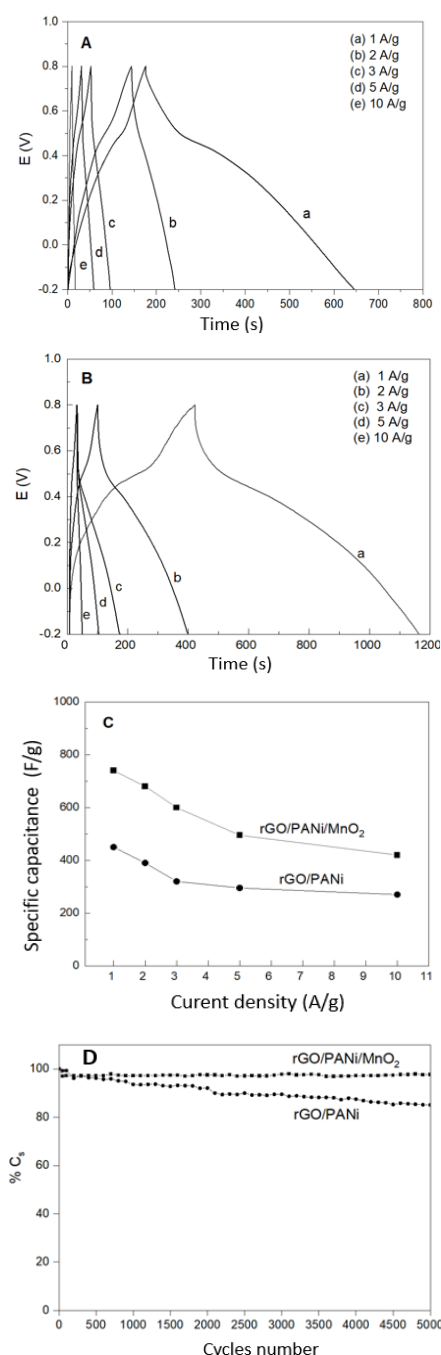 A
(a) 1 A/g
(b) 2 A/g
(c) 3 A/g
(d) 5 A/g
(e) 10 A/g
E (V)
0.8
0.6
0.4
0.2
0.0
-0.2
a
b
c
d
e
0 100 200 300 400 500 600 700 800
Time (s)
B
(a) 1 A/g
(b) 2 A/g
(c) 3 A/g
(d) 5 A/g
(e) 10 A/g
E (V)
0.8
0.6
0.4
0.2
0.0
-0.2
a
b
c
d
e
0 200 400 600 800 1000 1200
Time (s)
C
Specific capacitance (F/g)
1000
800
600
400
200
0
rGO/PANi/MnO₂
rGO/PANi
1 2 3 4 5 6 7 8 9 10 11
Curent density (A/g)
D
% Cₛ
100
80
60
40
20
0
rGO/PANi/MnO₂
rGO/PANi
0 500 1000 1500 2000 2500 3000 3500 4000 4500 5000
Cycles number